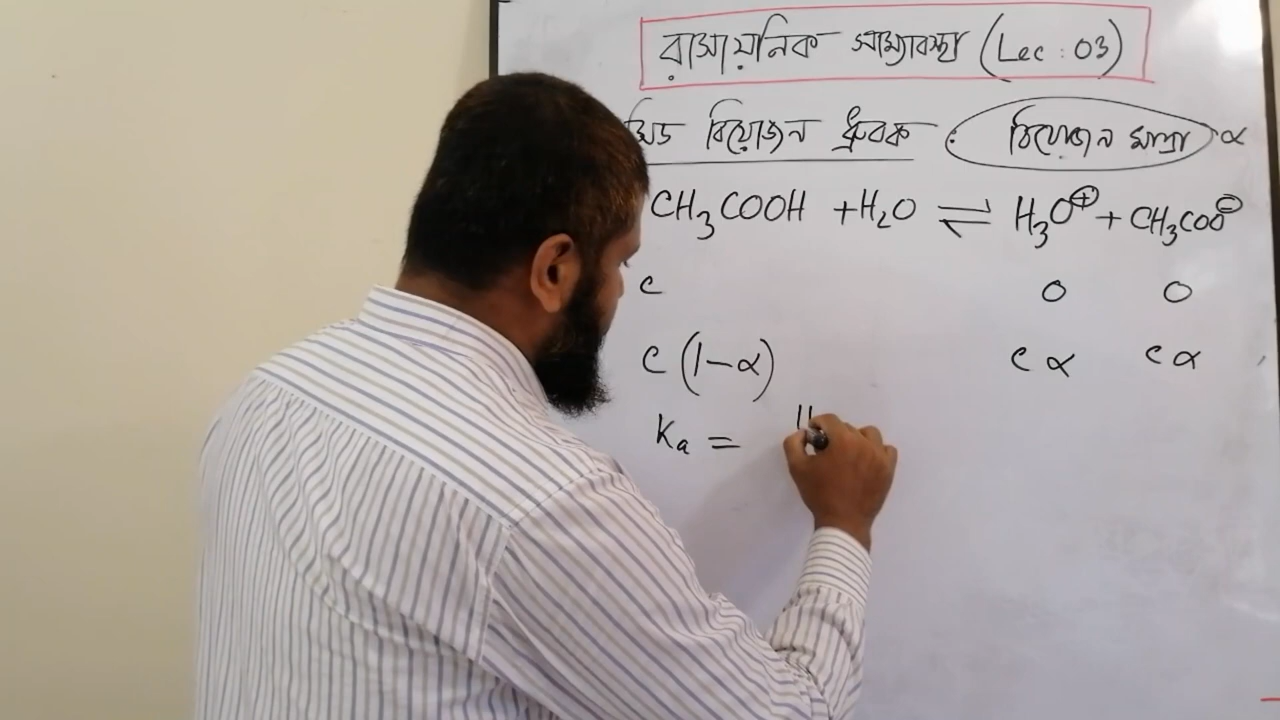 রাসায়নিক সাম্যাবস্থা (Lec : 03)
বিয়োজন ধ্রুবক : বিয়োজন মাত্রা α
CH₃COOH + H₂O ⇌ H₃O⊕ + CH₃COO⊖
c 0 0
c (1-α) cα cα
Ka =